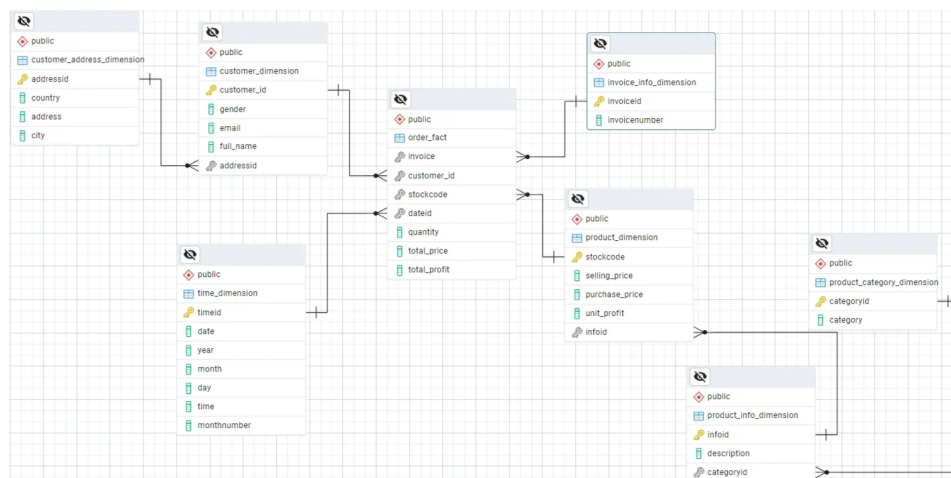 public
customer_address_dimension
addressid
country
address
city
public
customer_dimension
customer_id
gender
email
full_name
addressid
public
order_fact
invoice
customer_id
stockcode
dateid
quantity
total_price
total_profit
public
invoice_info_dimension
invoiceid
invoicenumber
public
time_dimension
timeid
date
year
month
day
time
monthnumber
public
product_dimension
stockcode
selling_price
purchase_price
unit_profit
infoid
public
product_category_dimension
categoryid
category
public
product_info_dimension
infoid
description
categoryid